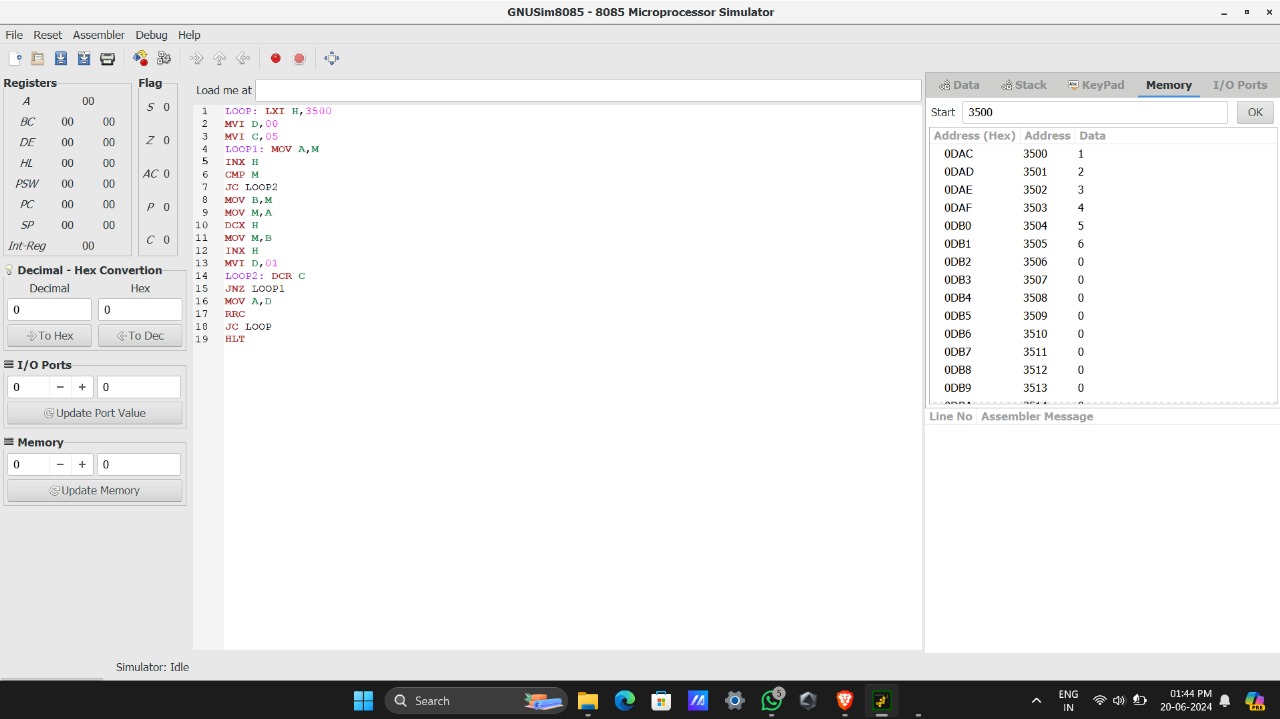 GNUSim8085 - 8085 Microprocessor Simulator
File Reset Assembler Debug Help
Registers
A 00
BC 00 00
DE 00 00
HL 00 00
PSW 00 00
PC 00 00
SP 00 00
Int-Reg 00
Flag
S 0
Z 0
AC 0
P 0
C 0
Decimal - Hex Convertion
Decimal Hex
0 0
To Hex To Dec
I/O Ports
0 - + 0
Update Port Value
Memory
0 - + 0
Update Memory
Load me at
1 LOOP: LXI H,3500
2 MVI D,00
3 MVI C,05
4 LOOP1: MOV A,M
5 INX H
6 CMP M
7 JC LOOP2
8 MOV B,M
9 MOV M,A
10 DCX H
11 MOV M,B
12 INX H
13 MVI D,01
14 LOOP2: DCR C
15 JNZ LOOP1
16 MOV A,D
17 RRC
18 JC LOOP
19 HLT
Data Stack KeyPad Memory I/O Ports
Start 3500 OK
Address (Hex) Address Data
0DAC 3500 1
0DAD 3501 2
0DAE 3502 3
0DAF 3503 4
0DB0 3504 5
0DB1 3505 6
0DB2 3506 0
0DB3 3507 0
0DB4 3508 0
0DB5 3509 0
0DB6 3510 0
0DB7 3511 0
0DB8 3512 0
0DB9 3513 0
Line No Assembler Message
Simulator: Idle
Search
5
ENG
IN
01:44 PM
20-06-2024